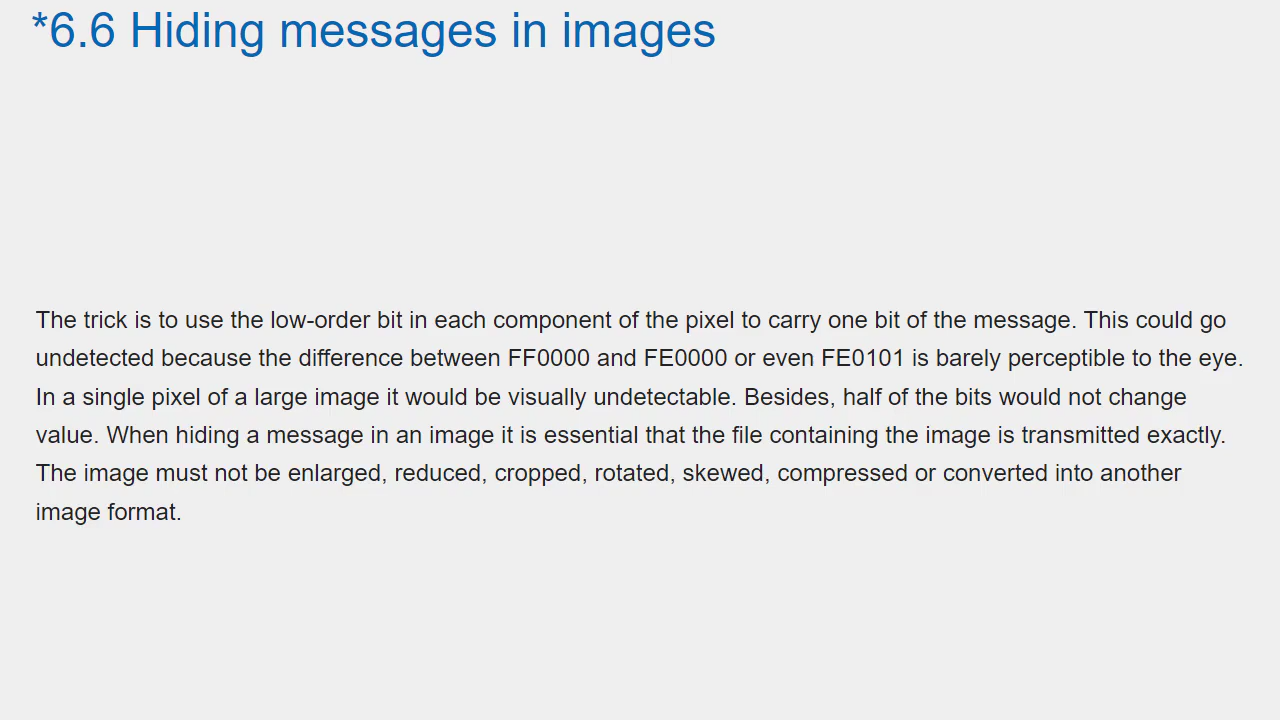 *6.6 Hiding messages in images
The trick is to use the low-order bit in each component of the pixel to carry one bit of the message. This could go
undetected because the difference between FF0000 and FE0000 or even FE0101 is barely perceptible to the eye.
In a single pixel of a large image it would be visually undetectable. Besides, half of the bits would not change
value. When hiding a message in an image it is essential that the file containing the image is transmitted exactly.
The image must not be enlarged, reduced, cropped, rotated, skewed, compressed or converted into another
image format.